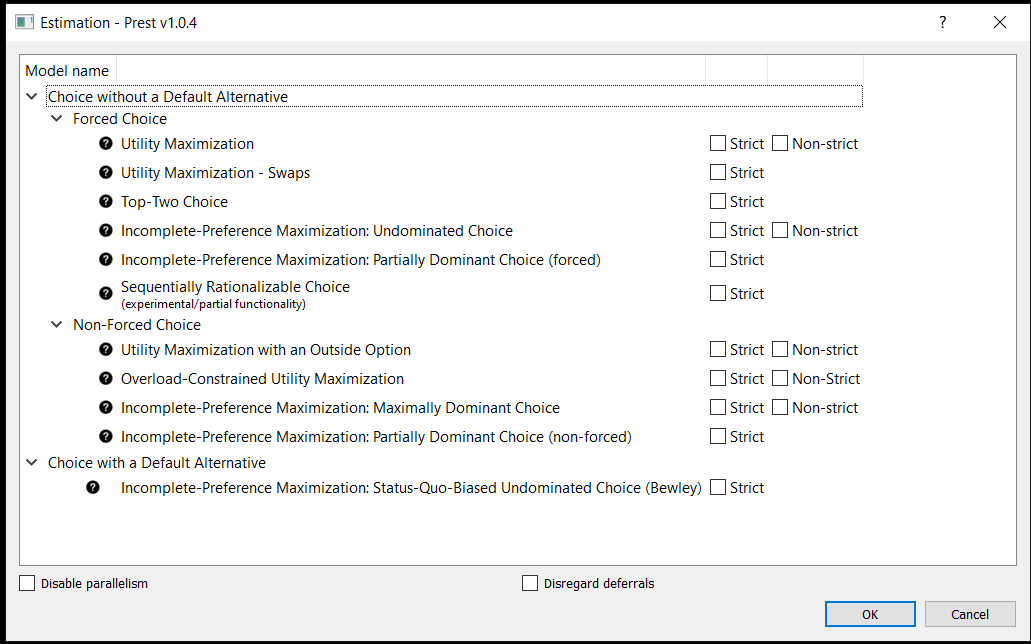 Estimation - Prest v1.0.4 ?
Model name
Choice without a Default Alternative
Forced Choice
? Utility Maximization Strict Non-strict
? Utility Maximization - Swaps Strict
? Top-Two Choice Strict
? Incomplete-Preference Maximization: Undominated Choice Strict Non-strict
? Incomplete-Preference Maximization: Partially Dominant Choice (forced) Strict
? Sequentially Rationalizable Choice Strict
(experimental/partial functionality)
Non-Forced Choice
? Utility Maximization with an Outside Option Strict Non-strict
? Overload-Constrained Utility Maximization Strict Non-Strict
? Incomplete-Preference Maximization: Maximally Dominant Choice Strict Non-strict
? Incomplete-Preference Maximization: Partially Dominant Choice (non-forced) Strict
Choice with a Default Alternative
? Incomplete-Preference Maximization: Status-Quo-Biased Undominated Choice (Bewley) Strict
Disable parallelism Disregard deferrals
OK Cancel